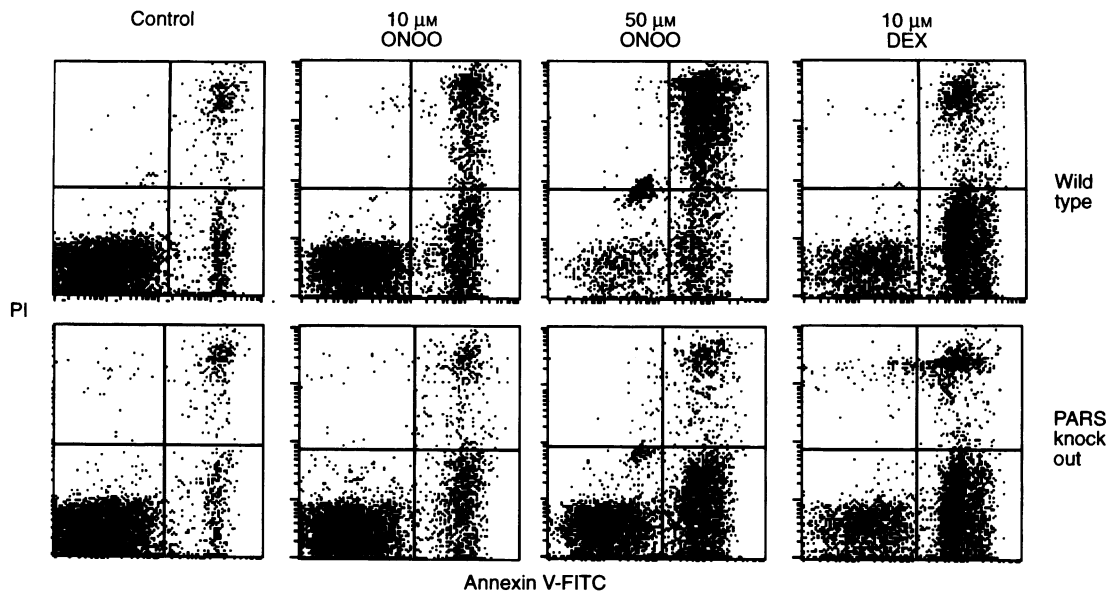 Control
10 μM
ONOO
50 μM
ONOO
10 μM
DEX
Wild
type
PI
PARS
knock
out
Annexin V-FITC